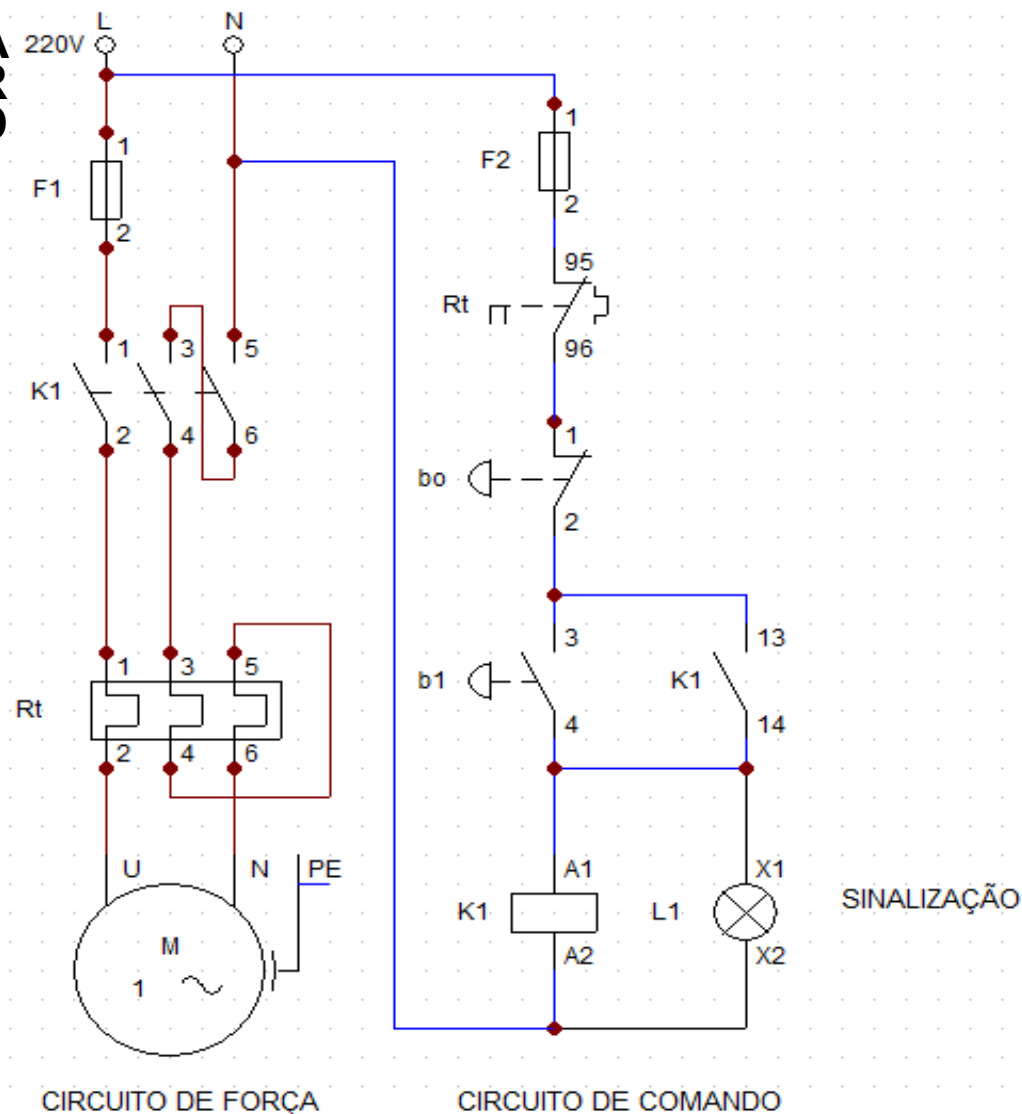 A
R
O
L
N
220V
1
F1
2
1
3
5
K1
2
4
6
1
3
5
Rt
2
4
6
U
N
PE
M
1
CIRCUITO DE FORÇA
1
F2
2
95
Rt
96
1
bo
2
3
b1
4
13
K1
14
A1
K1
A2
X1
L1
X2
SINALIZAÇÃO
CIRCUITO DE COMANDO